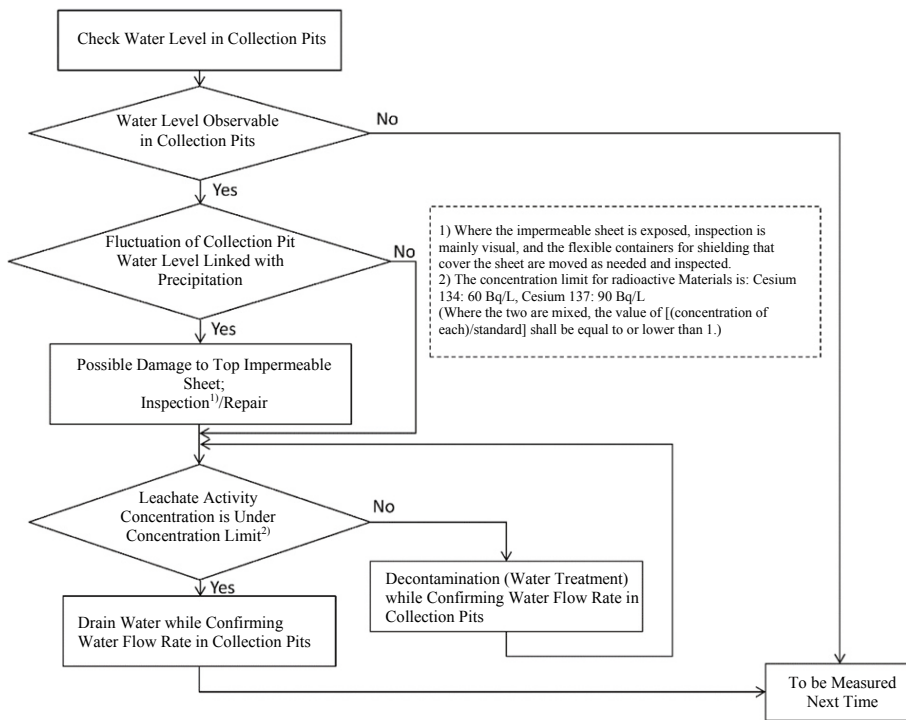 Check Water Level in Collection Pits
Water Level Observable
in Collection Pits
No
Yes
Fluctuation of Collection Pit
Water Level Linked with
Precipitation
No
1) Where the impermeable sheet is exposed, inspection is
mainly visual, and the flexible containers for shielding that
cover the sheet are moved as needed and inspected.
2) The concentration limit for radioactive Materials is: Cesium
134: 60 Bq/L, Cesium 137: 90 Bq/L
(Where the two are mixed, the value of [(concentration of
each)/standard] shall be equal to or lower than 1.)
Yes
Possible Damage to Top Impermeable
Sheet;
Inspection1)/Repair
Leachate Activity
Concentration is Under
Concentration Limit2)
No
Yes
Decontamination (Water Treatment)
while Confirming Water Flow Rate in
Collection Pits
Drain Water while Confirming
Water Flow Rate in Collection Pits
To be Measured
Next Time